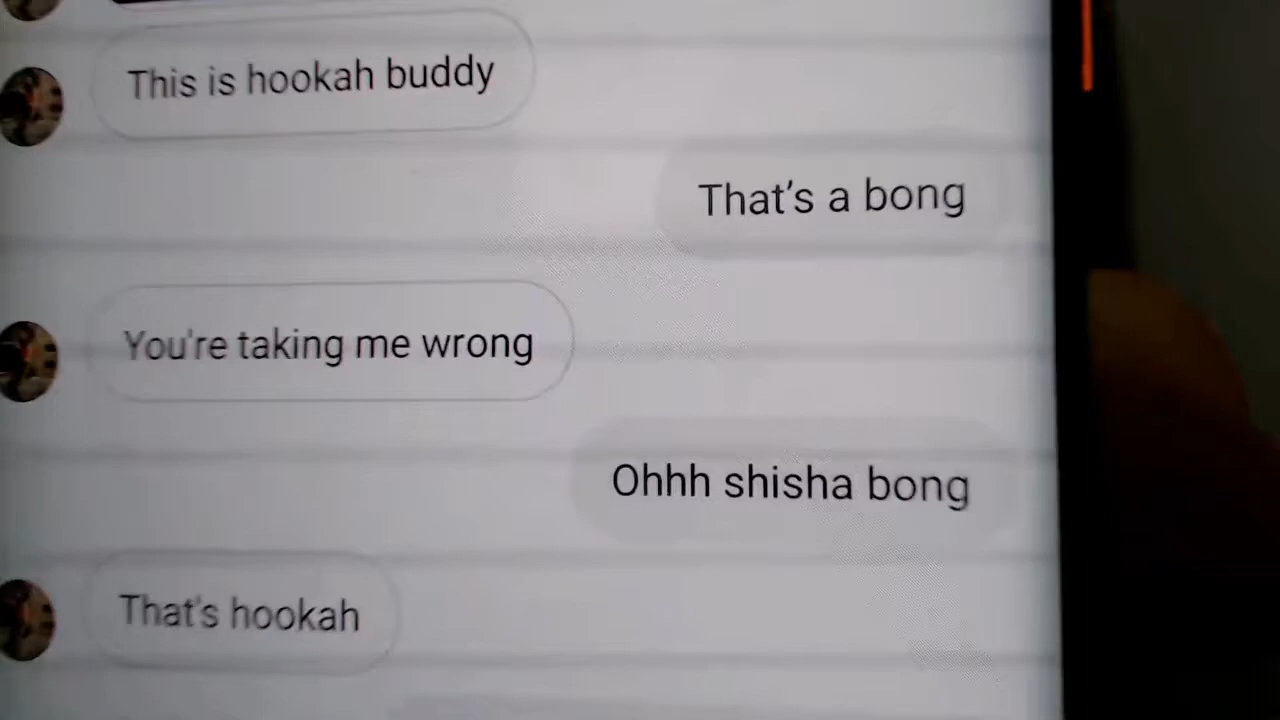 This is hookah buddy
That's a bong
You're taking me wrong
Ohhh shisha bong
That's hookah